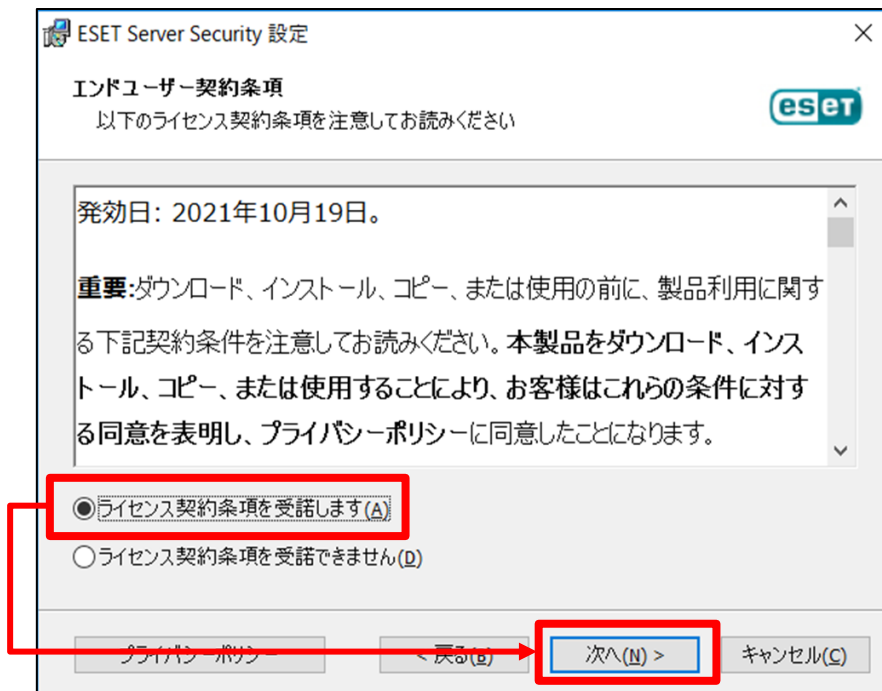 ESET Server Security 設定
エンドユーザー契約条項
以下のライセンス契約条項を注意してお読みください
eset
発効日: 2021年10月19日。
重要:ダウンロード、インストール、コピー、または使用の前に、製品利用に関す
る下記契約条件を注意してお読みください。本製品をダウンロード、インス
トール、コピー、または使用することにより、お客様はこれらの条件に対す
る同意を表明し、プライバシーポリシーに同意したことになります。
ライセンス契約条項を受諾します(A)
ライセンス契約条項を受諾できません(D)
プライバシーポリシー
< 戻る(B)
次へ(N) >
キャンセル(C)